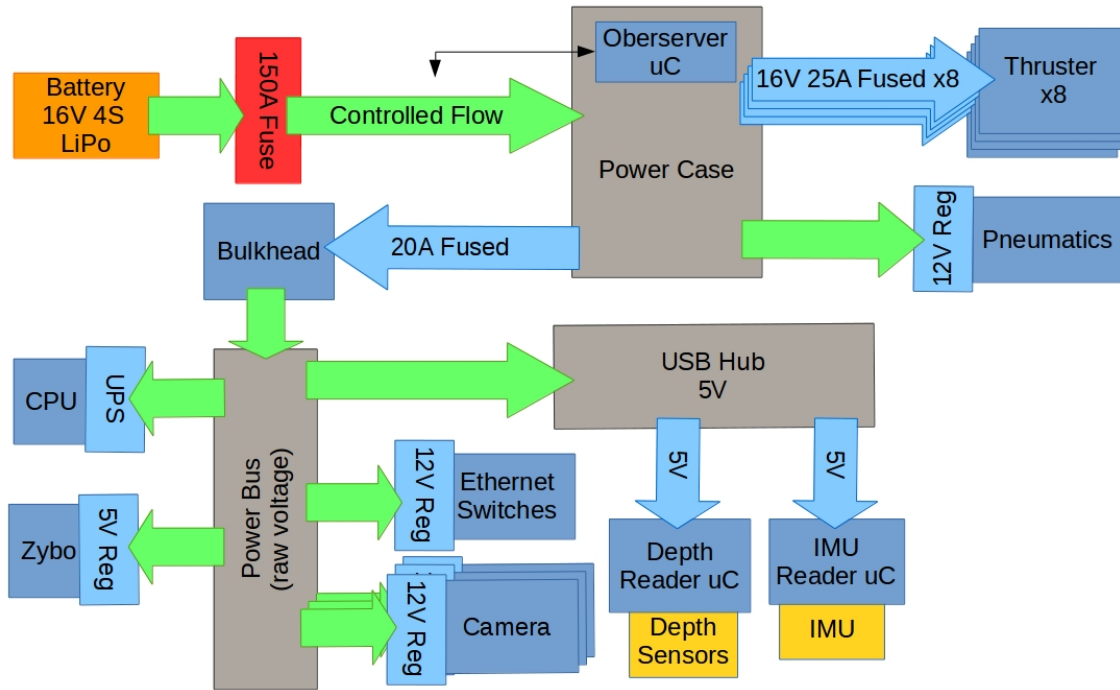 Battery
16V 4S
LiPo
150A Fuse
Controlled Flow
Oberserver
uC
Power Case
16V 25A Fused x8
Thruster
x8
12V Reg
Pneumatics
20A Fused
Bulkhead
CPU
UPS
Zybo
5V Reg
Power Bus
(raw voltage)
USB Hub
5V
12V Reg
Ethernet
Switches
12V Reg
Camera
5V
5V
Depth
Reader uC
Depth
Sensors
IMU
Reader uC
IMU